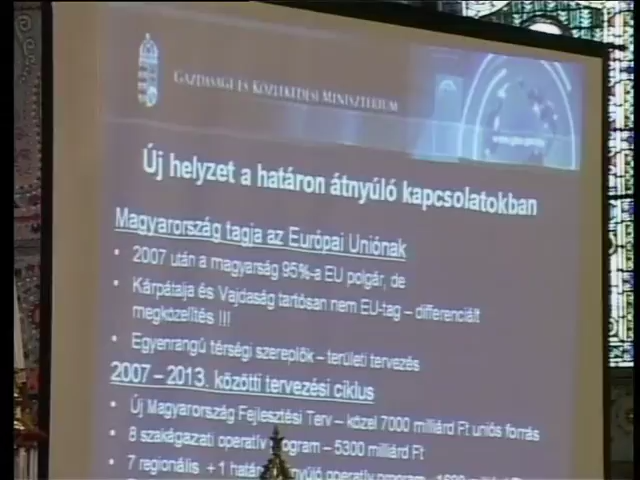 GAZDASÁGI ÉS KÖZLEKEDÉSI MINISZTÉRIUM
Új helyzet a határon átnyúló kapcsolatokban
Magyarország tagja az Európai Uniónak
• 2007 után a magyarság 95%-a EU polgár, de
• Kárpátalja és Vajdaság tartósan nem EU-tag – differenciált
megközelítés !!!
• Egyenrangú térségi szereplők – területi tervezés
2007 – 2013. közötti tervezési ciklus
• Új Magyarország Fejlesztési Terv – közel 7000 milliárd Ft uniós forrás
• 8 szakágazati operatív program – 5300 milliárd Ft
• 7 regionális + 1 operatív program